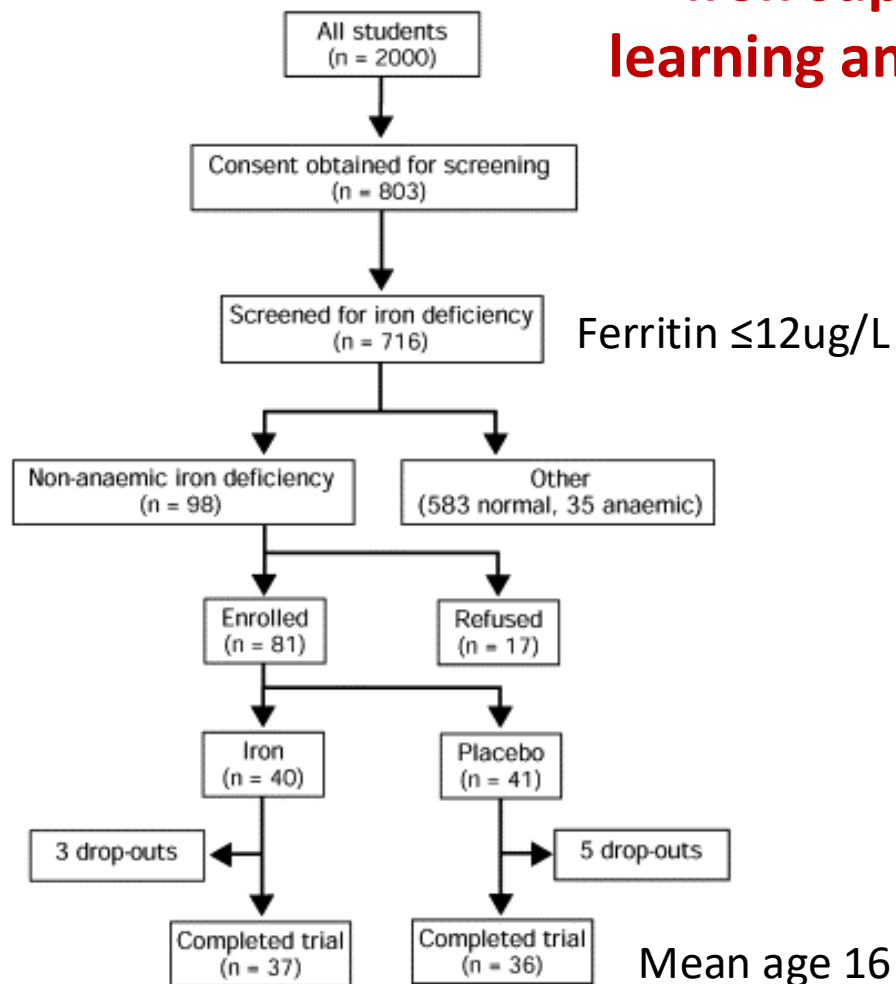 learning an
All students
(n = 2000)
Consent obtained for screening
(n = 803)
Screened for iron deficiency
(n = 716)
Ferritin ≤12ug/L
Non-anaemic iron deficiency
(n = 98)
Other
(583 normal, 35 anaemic)
Enrolled
(n = 81)
Refused
(n = 17)
Iron
(n = 40)
Placebo
(n = 41)
3 drop-outs
5 drop-outs
Completed trial
(n = 37)
Completed trial
(n = 36)
Mean age 16